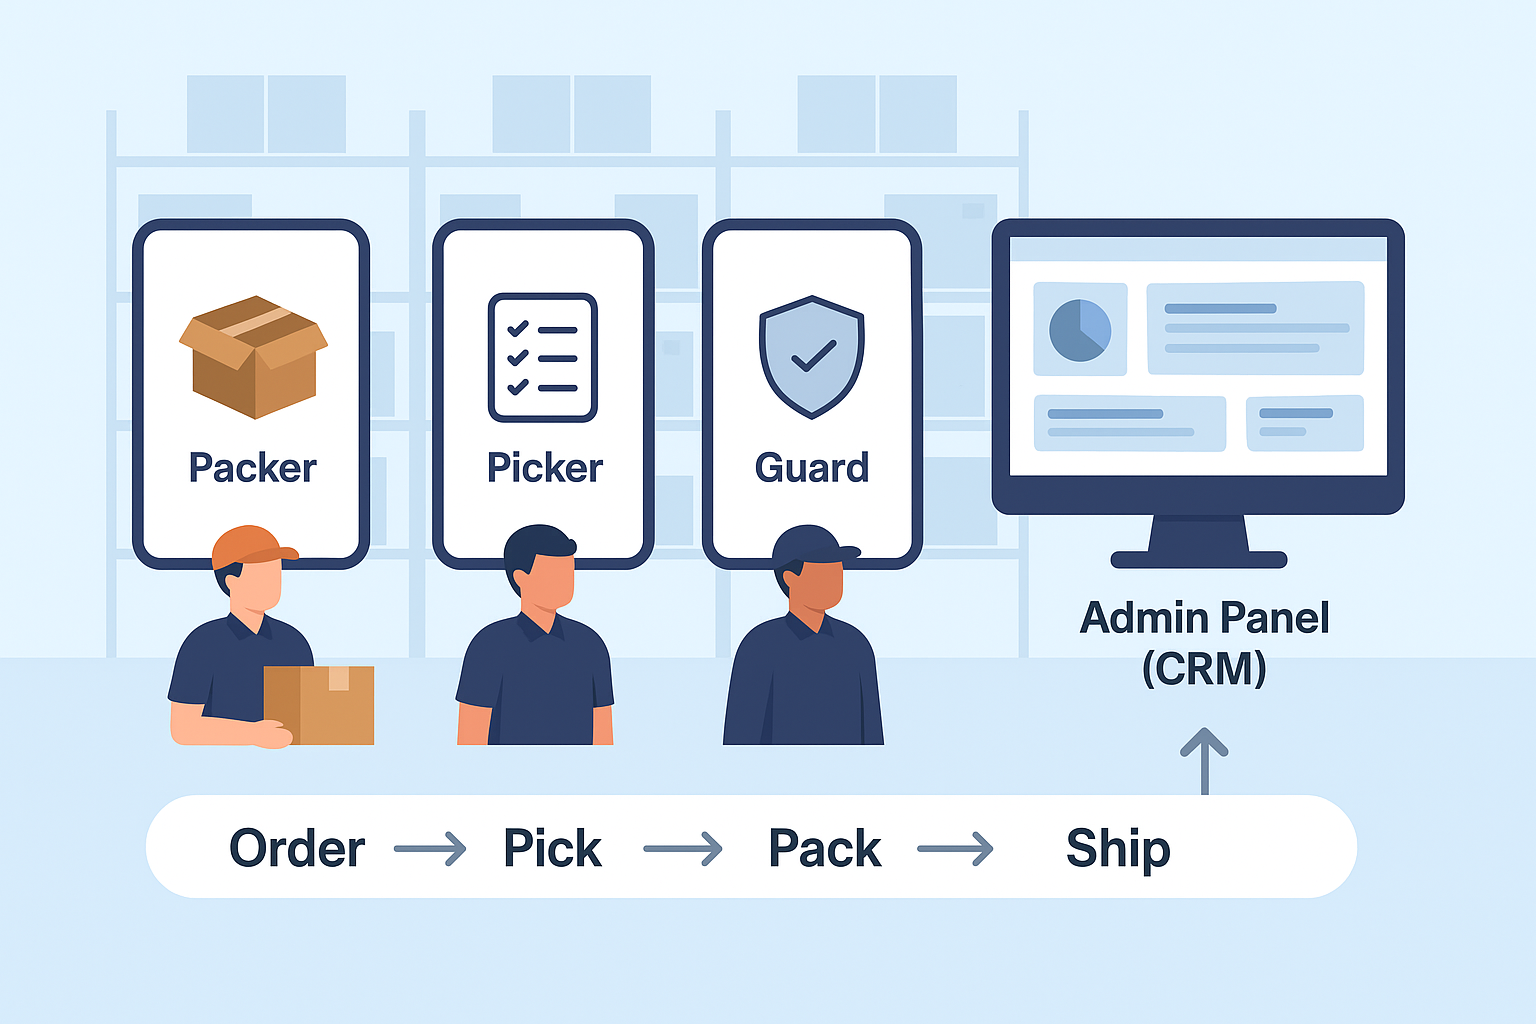 Packer
Picker
Guard
Admin Panel
(CRM)
Order → Pick → Pack → Ship